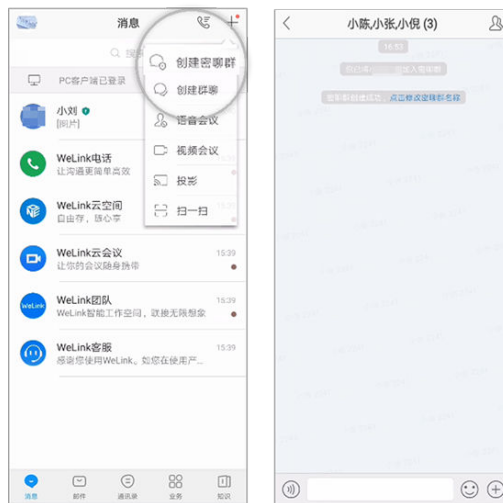 消息
创建密聊群
创建群聊
语音会议
视频会议
投影
扫一扫
PC客户端已登录
小刘
[图片]
WeLink电话
让沟通更简单高效
WeLink云空间
自由存，随心享
WeLink云会议
15:39
让你的会议随身携带
WeLink团队
15:39
WeLink智能工作空间，联接无限想象
WeLink客服
15:39
感谢您使用WeLink。如您在使用产...
消息
邮件
通讯录
业务
知识
小陈,小张,小倪 (3)
点击修改密聊群名称